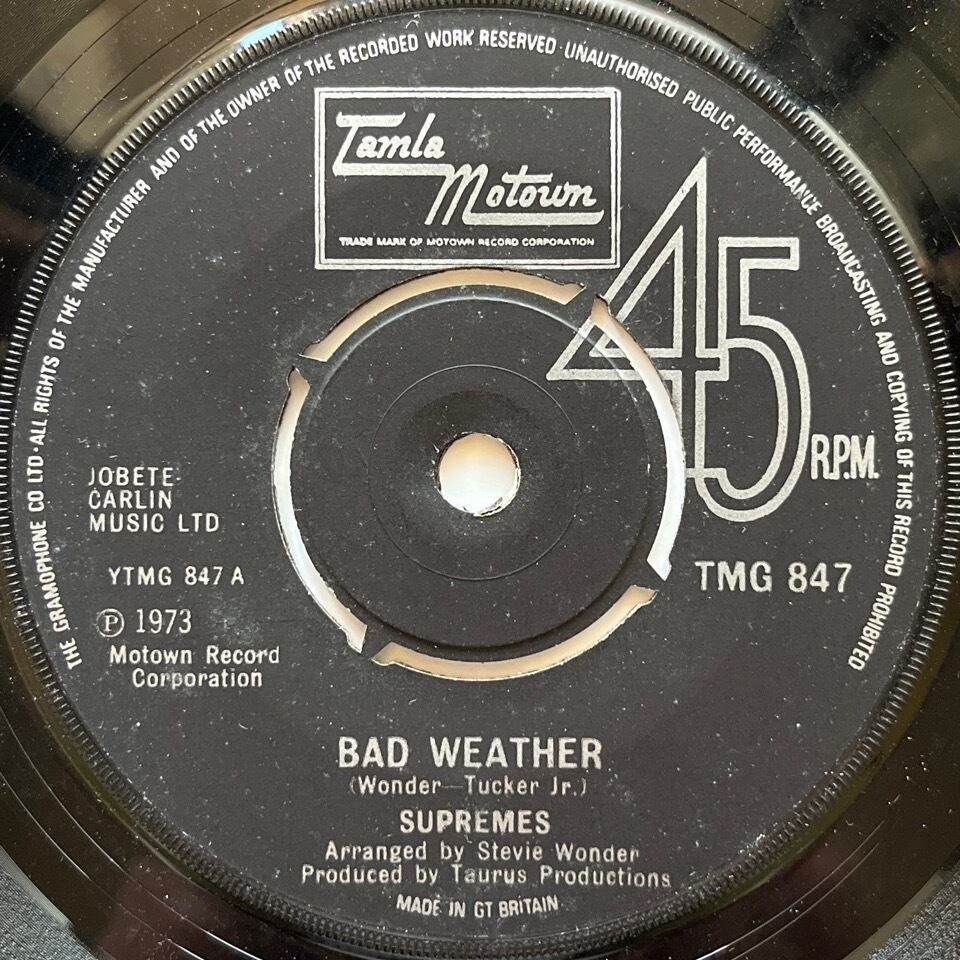 THE GRAMOPHONE CO LTD·ALL RIGHTS OF THE MANUFACTURER AND OF THE OWNER OF THE RECORDED WORK RESERVED·UNAUTHORISED PUBLIC PERFORMANCE BROADCASTING AND COPYING OF THIS RECORD PROHIBITED
Tamla
Motown
TRADE MARK OF MOTOWN RECORD CORPORATION
45
R.P.M.
JOBETE-
CARLIN
MUSIC LTD
YTMG 847 A
TMG 847
Ⓟ 1973
Motown Record
Corporation
BAD WEATHER
(Wonder—Tucker Jr.)
SUPREMES
Arranged by Stevie Wonder
Produced by Taurus Productions
MADE IN GT BRITAIN